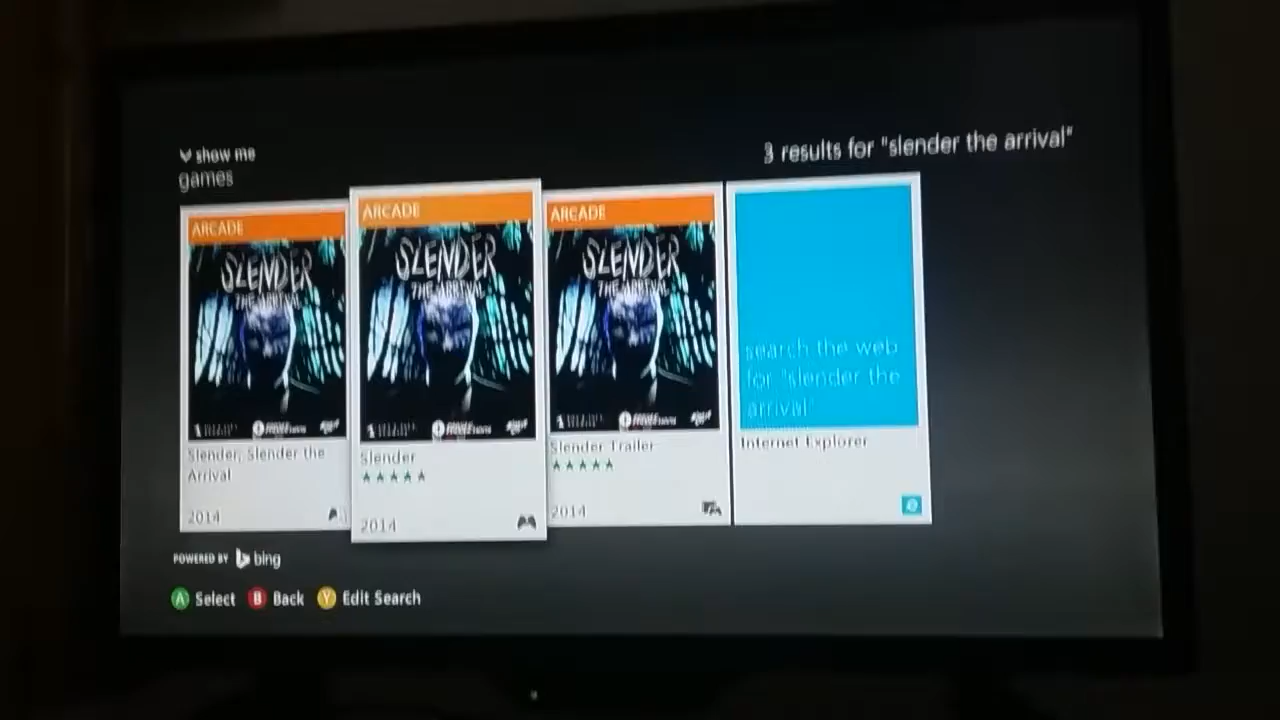 show me
games
3 results for "slender the arrival"
ARCADE
SLENDER
THE ARRIVAL
Slender, Slender the
Arrival
2014
ARCADE
SLENDER
THE ARRIVAL
Slender
2014
ARCADE
SLENDER
THE ARRIVAL
Slender Trailer
2014
search the web
for "slender the
arrival"
Internet Explorer
POWERED BY bing
A Select B Back Y Edit Search